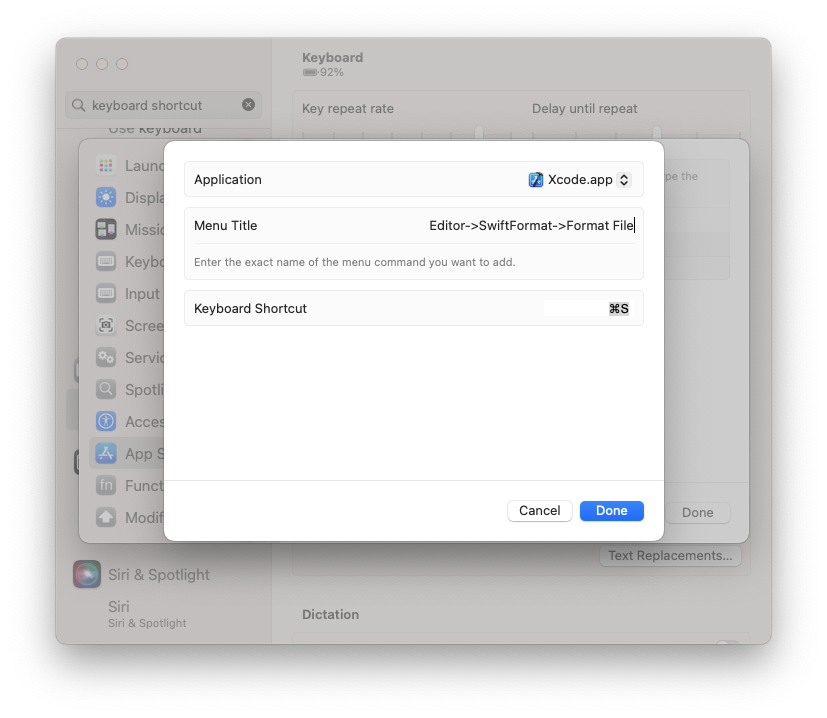 Keyboard
92%
keyboard shortcut
Key repeat rate
Delay until repeat
Use keyboard
Application
Xcode.app
Menu Title
Editor->SwiftFormat->Format File
Enter the exact name of the menu command you want to add.
Keyboard Shortcut
⌘S
Cancel
Done
Launc
Displa
Missio
Keybo
Input
Scree
Servic
Spotli
Acces
App S
fn
Funct
Modif
pe the
Done
Text Replacements...
Siri & Spotlight
Siri
Siri & Spotlight
Dictation